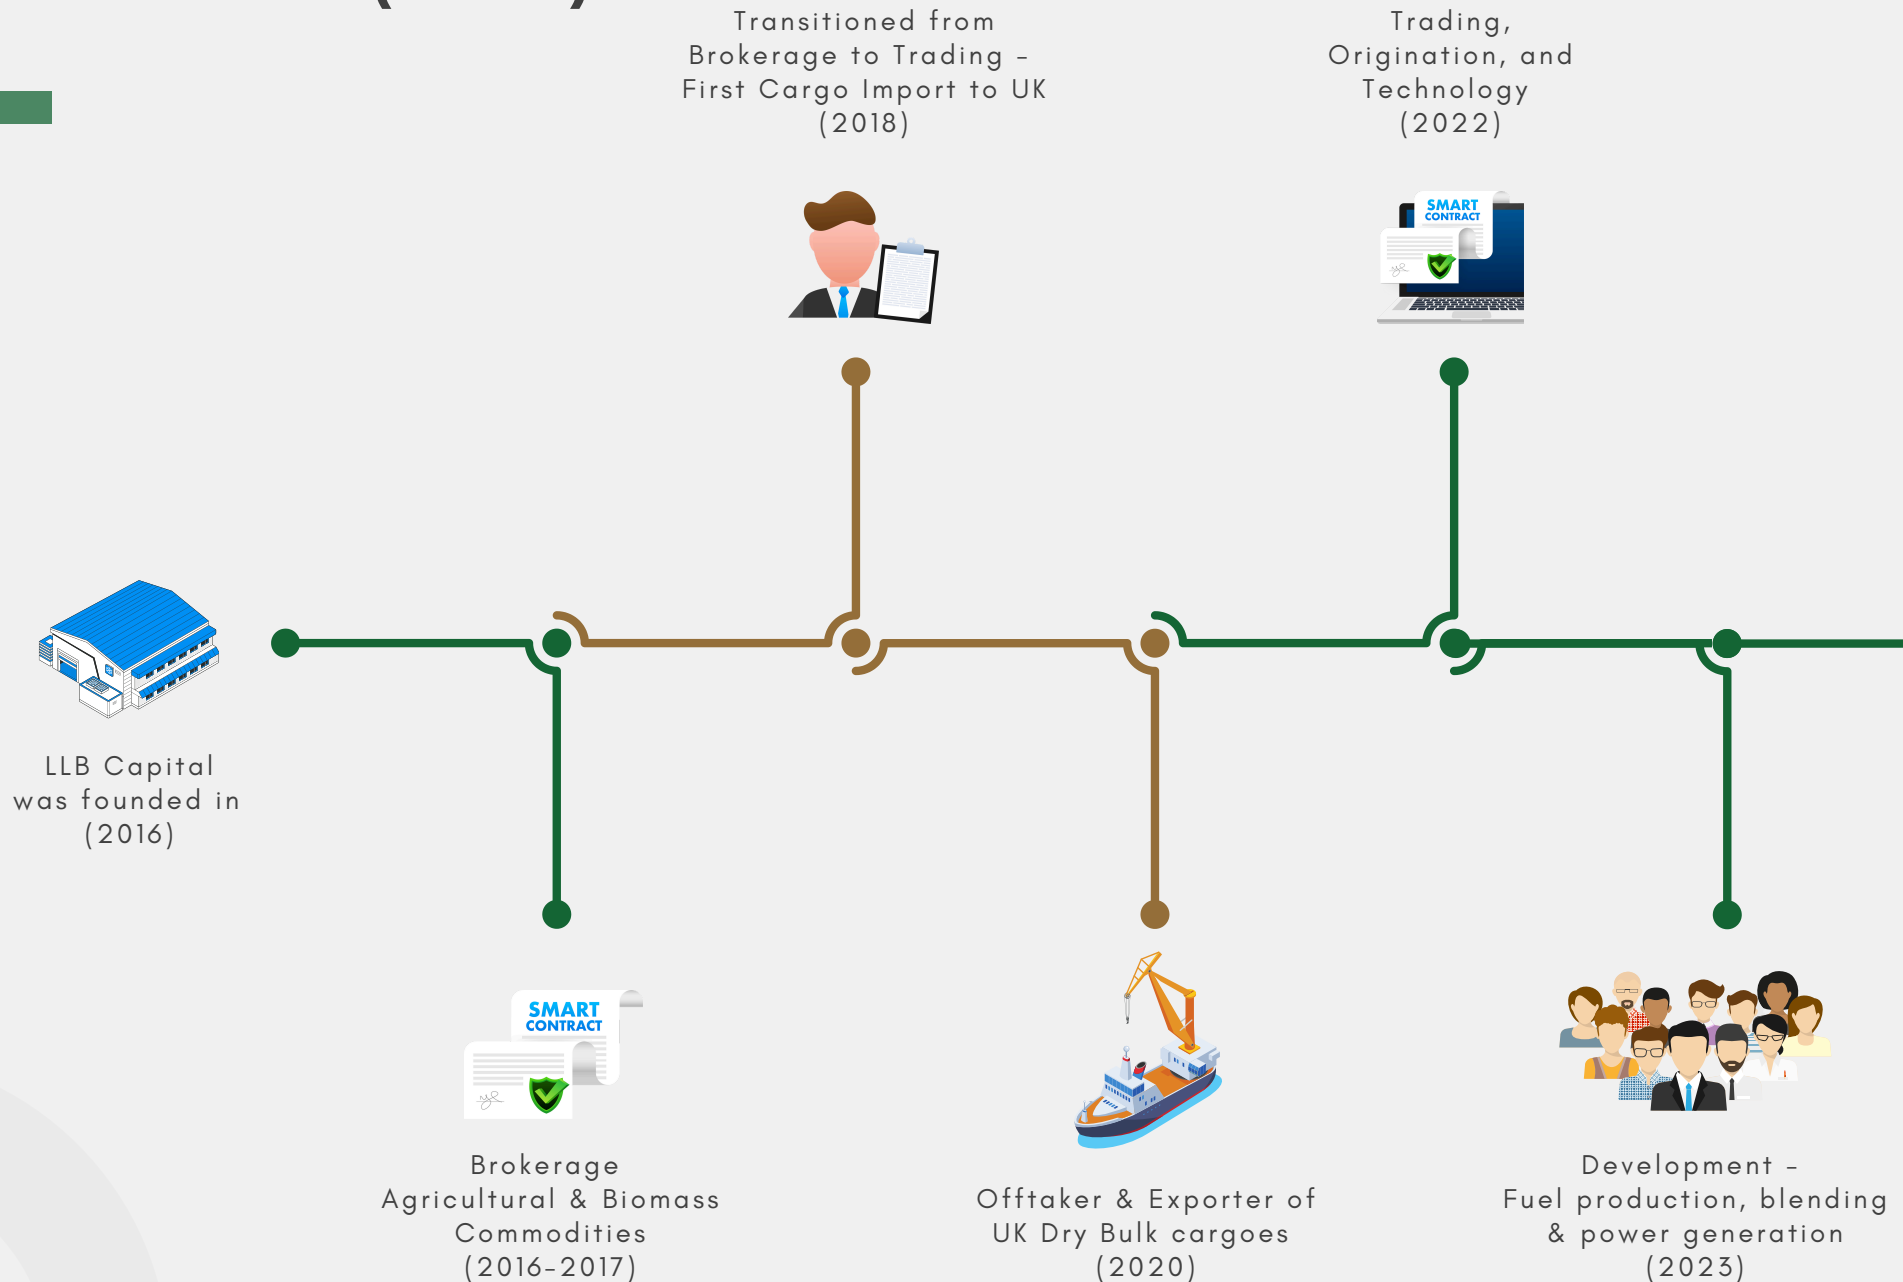 Transitioned from
Brokerage to Trading -
First Cargo Import to UK
(2018)
Trading,
Origination, and
Technology
(2022)
SMART
CONTRACT
LLB Capital
was founded in
(2016)
SMART
CONTRACT
Brokerage
Agricultural & Biomass
Commodities
(2016-2017)
Offtaker & Exporter of
UK Dry Bulk cargoes
(2020)
Development -
Fuel production, blending
& power generation
(2023)